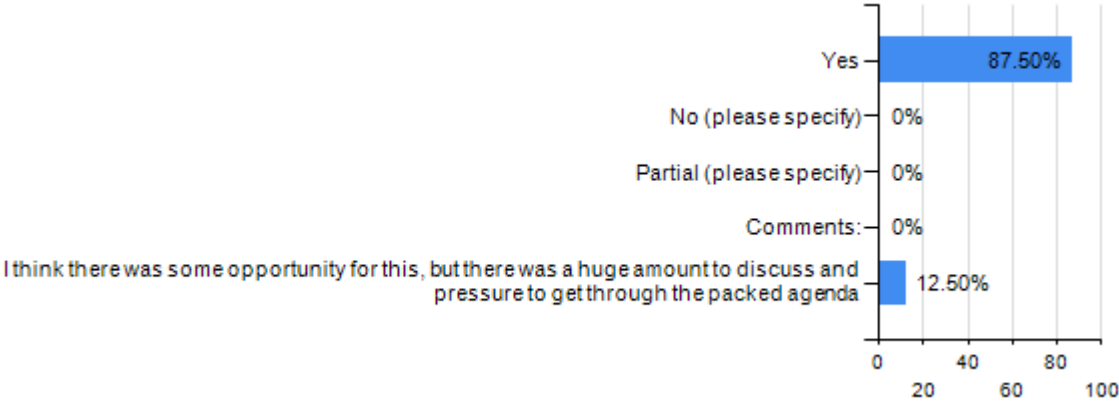 Yes
87.50%
No (please specify)
0%
Partial (please specify)
0%
Comments:
0%
I think there was some opportunity for this, but there was a huge amount to discuss and
pressure to get through the packed agenda
12.50%
0 40 80
20 60 100